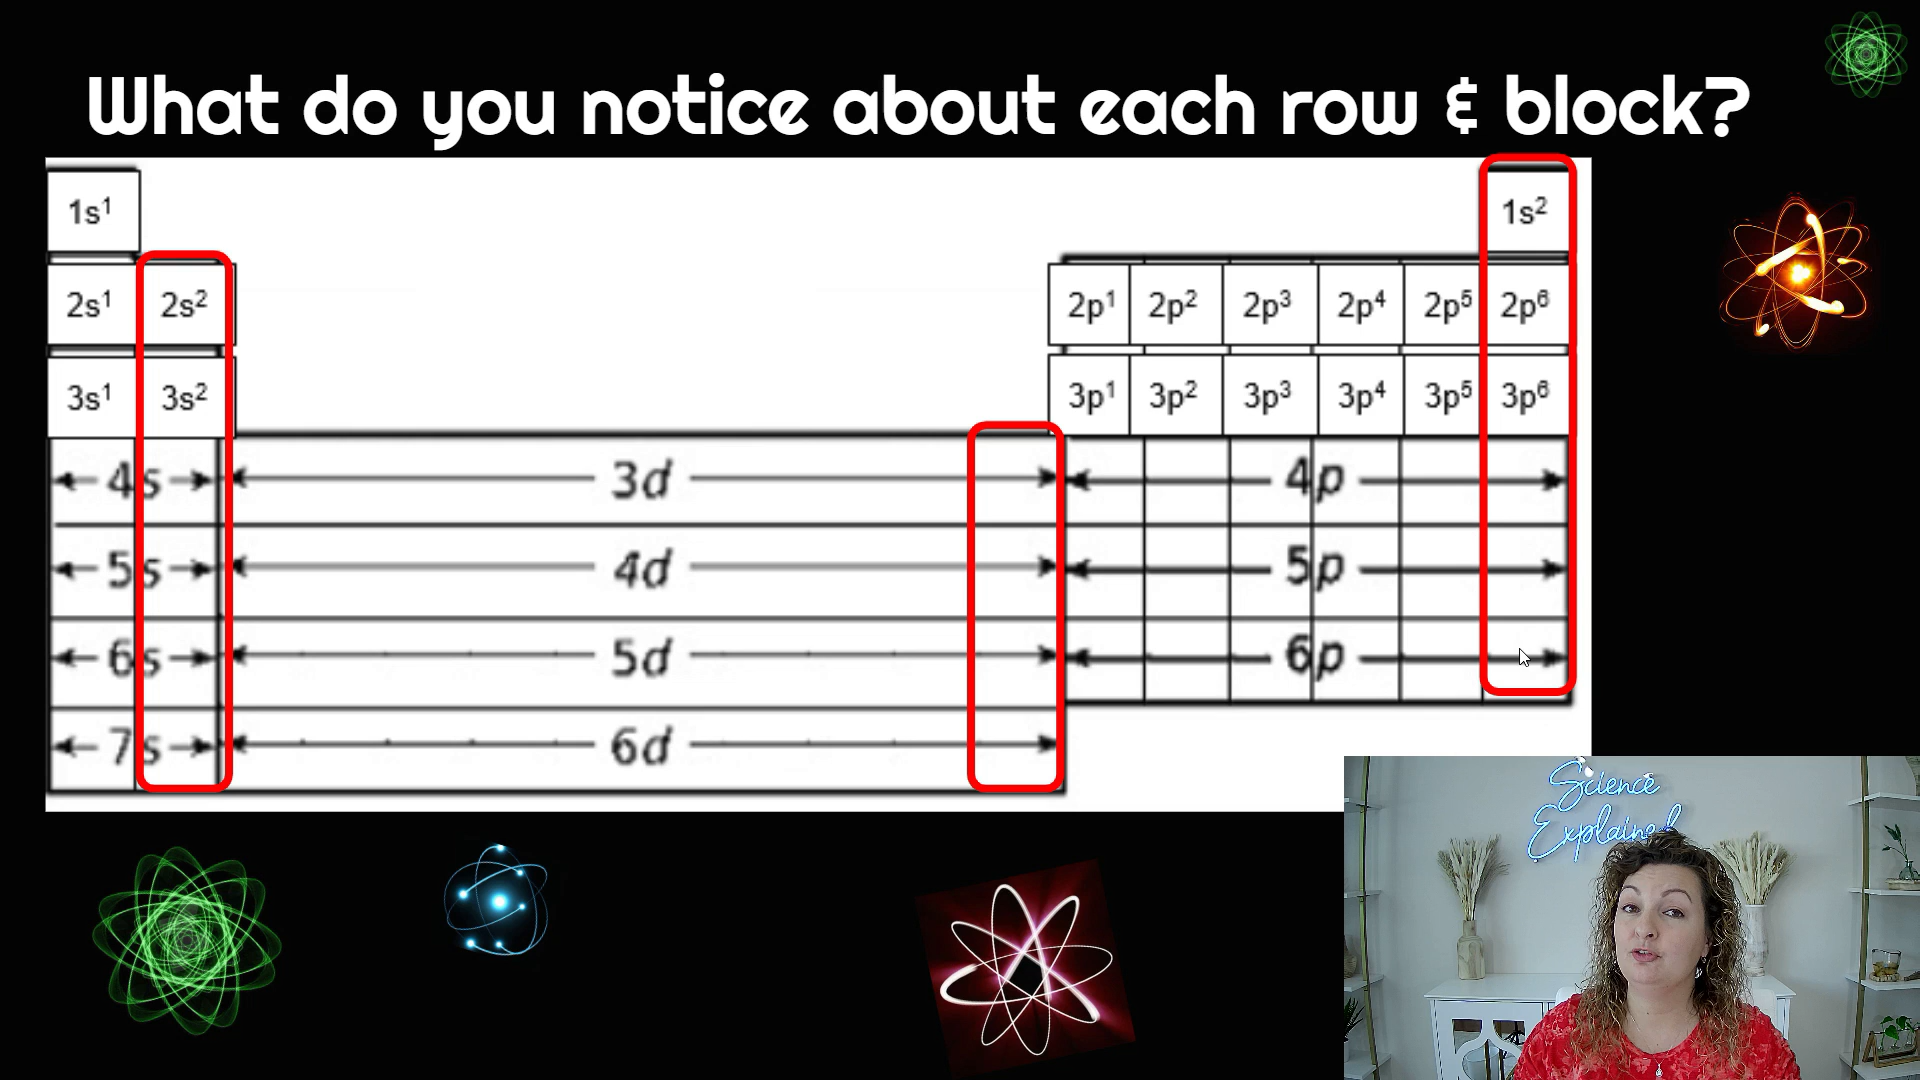 What do you notice about each row & block?
1s¹ 1s²
2s¹ 2s² 2p¹ 2p² 2p³ 2p⁴ 2p⁵ 2p⁶
3s¹ 3s² 3p¹ 3p² 3p³ 3p⁴ 3p⁵ 3p⁶
4s 3d 4p
5s 4d 5p
6s 5d 6p
7s 6d
Science
Explained